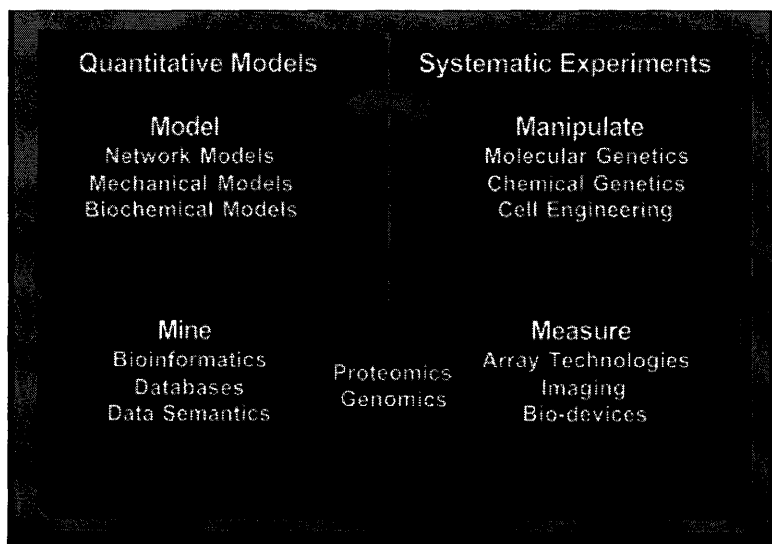 Quantitative Models
Systematic Experiments
Model
Network Models
Mechanical Models
Biochemical Models
Manipulate
Molecular Genetics
Chemical Genetics
Cell Engineering
Mine
Bioinformatics
Databases
Data Semantics
Proteomics
Genomics
Measure
Array Technologies
Imaging
Bio-devices